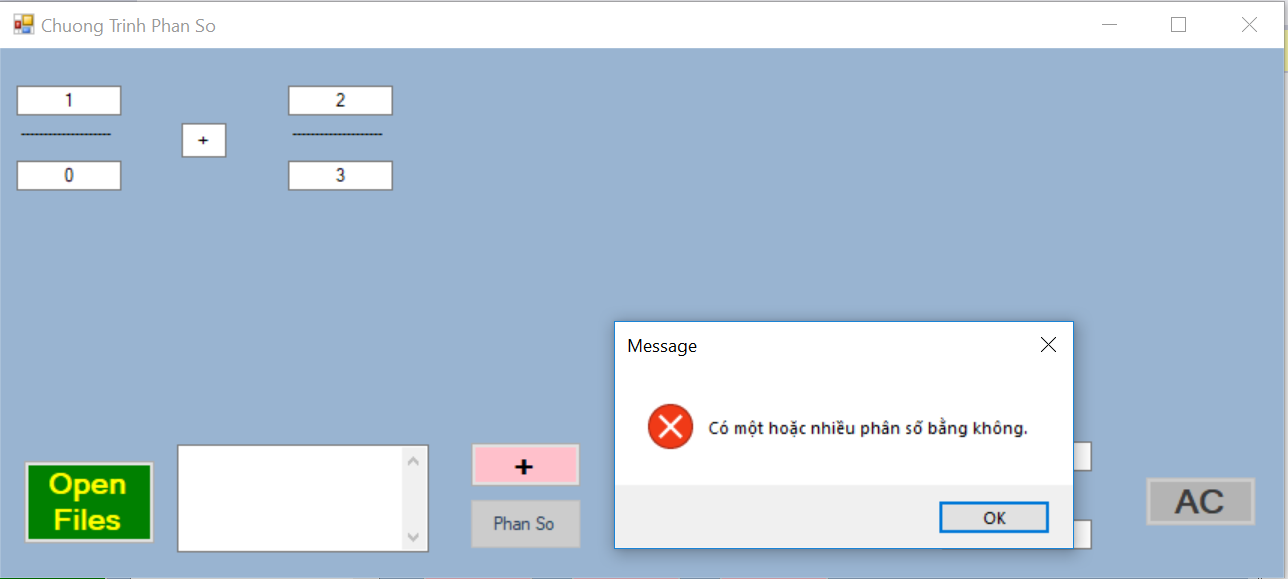 Chuong Trinh Phan So
1
2
--------------------
--------------------
+
0
3
Message
Có một hoặc nhiều phân số bằng không.
OK
Open
Files
+
Phan So
AC